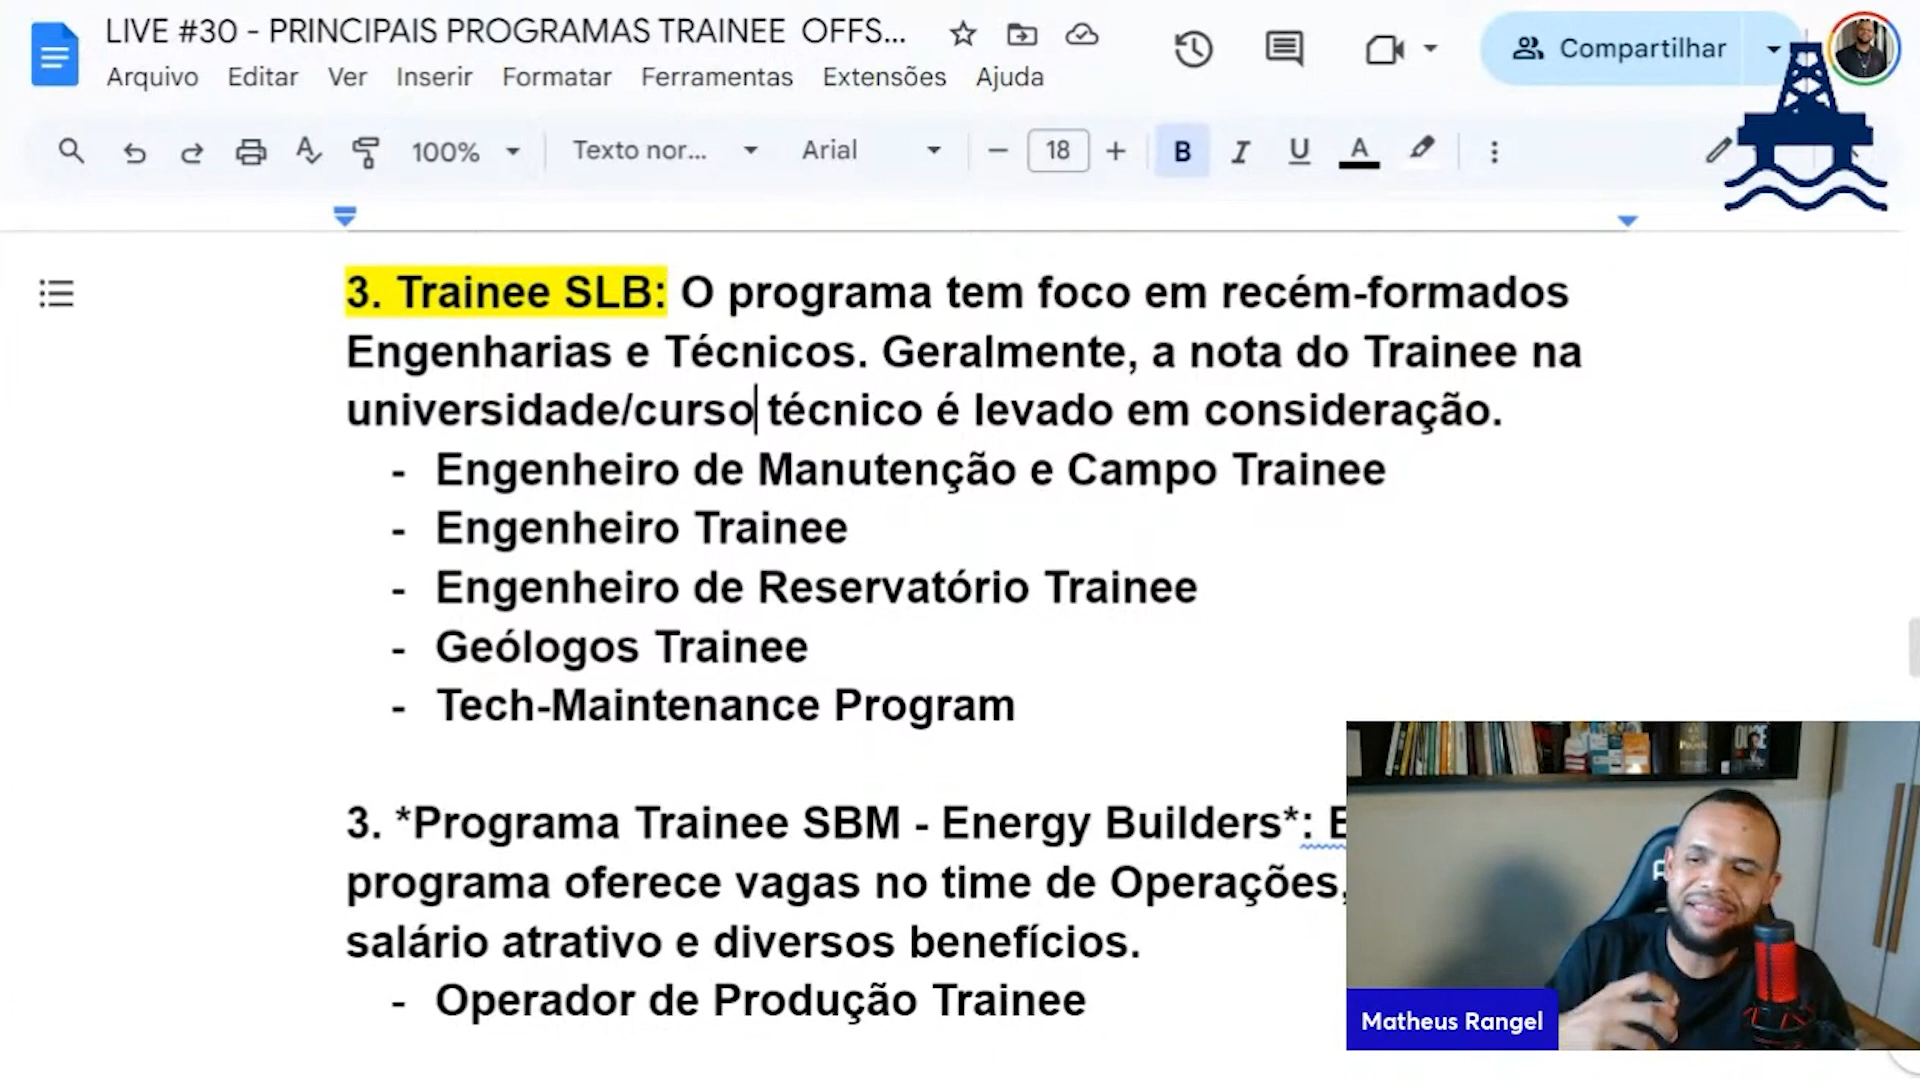 LIVE #30 - PRINCIPAIS PROGRAMAS TRAINEE OFFS...
Arquivo Editar Ver Inserir Formatar Ferramentas Extensões Ajuda
Compartilhar
100% Texto nor... Arial 18 B I U A
3. Trainee SLB: O programa tem foco em recém-formados
Engenharias e Técnicos. Geralmente, a nota do Trainee na
universidade/curso técnico é levado em consideração.
- Engenheiro de Manutenção e Campo Trainee
- Engenheiro Trainee
- Engenheiro de Reservatório Trainee
- Geólogos Trainee
- Tech-Maintenance Program
3. *Programa Trainee SBM - Energy Builders*: E
programa oferece vagas no time de Operações,
salário atrativo e diversos benefícios.
- Operador de Produção Trainee
Matheus Rangel